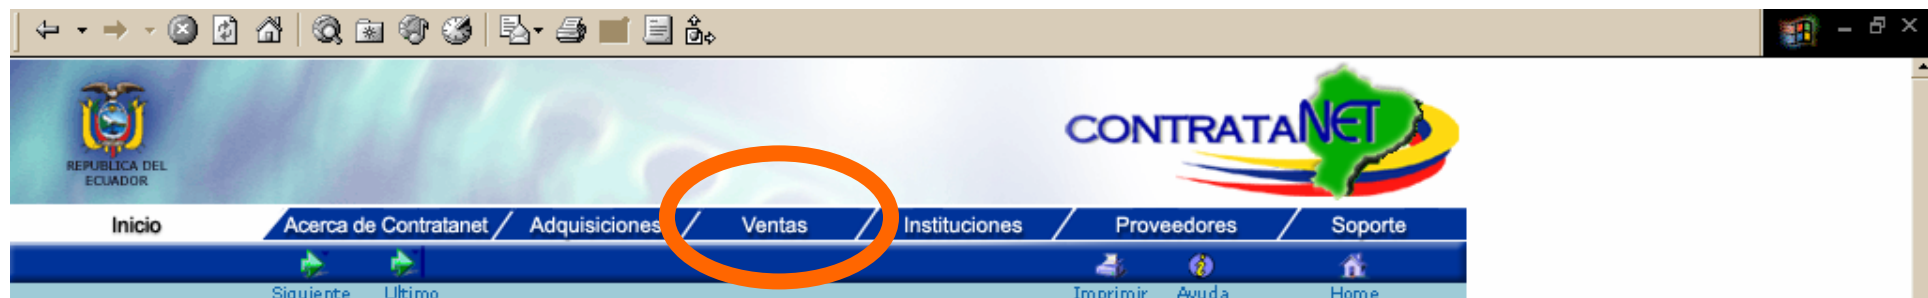 REPUBLICA DEL
ECUADOR
CONTRATANET
Inicio Acerca de Contratanet Adquisiciones Ventas Instituciones Proveedores Soporte
Siguiente Ultimo Imprimir Ayuda Home